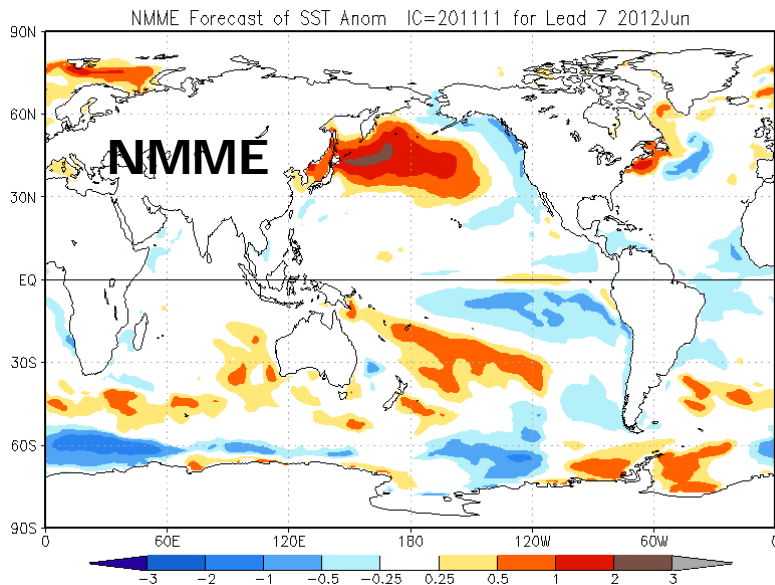 NMME Forecast of SST Anom IC=201111 for Lead 7 2012Jun
90N
60N
NMME
30N
EQ
30S
60S
90S
0 60E 120E 180 120W 60W 0
-3 -2 -1 -0.5 -0.25 0.25 0.5 1 2 3